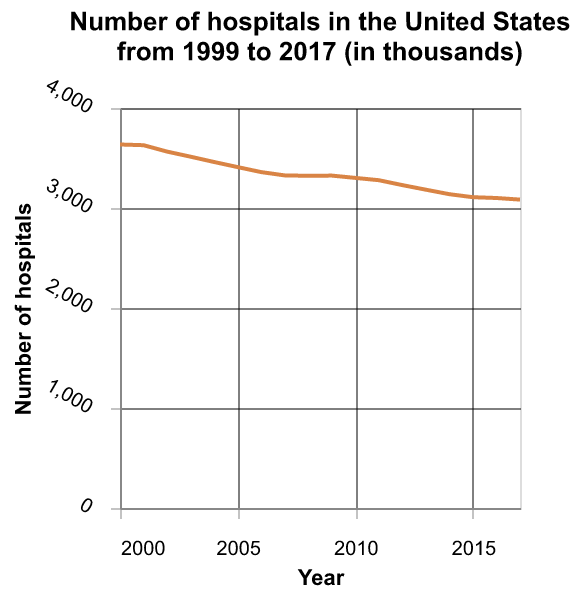 Number of hospitals in the United States
from 1999 to 2017 (in thousands)
4,000
3,000
2,000
1,000
0
Number of hospitals
2000 2005 2010 2015
Year